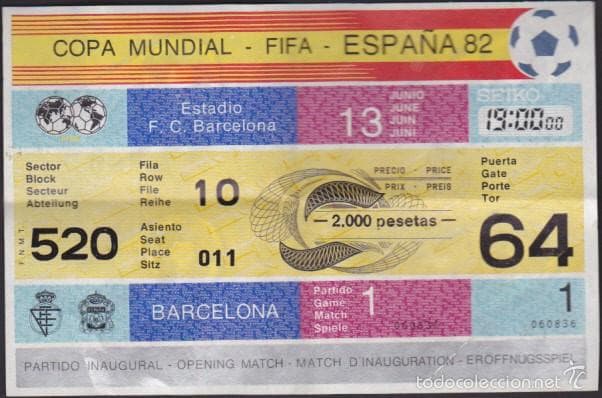 COPA MUNDIAL - FIFA - ESPAÑA 82
Estadio
F. C. Barcelona
13
JUNIO
JUNE
JUIN
JUNI
SEIKO
19:00 00
Sector
Block
Secteur
Abteilung
520
Fila
Row
File
Reihe
10
Asiento
Seat
Place
Sitz
011
PRECIO - PRICE
PRIX - PREIS
2.000 pesetas
Puerta
Gate
Porte
Tor
64
F.N.M.T.
BARCELONA
Partido
Game
Match
Spiele
1
1
060836
PARTIDO INAUGURAL - OPENING MATCH - MATCH D'INAUGURATION - ERÖFFNUGSSPIEL
todocoleccion.net